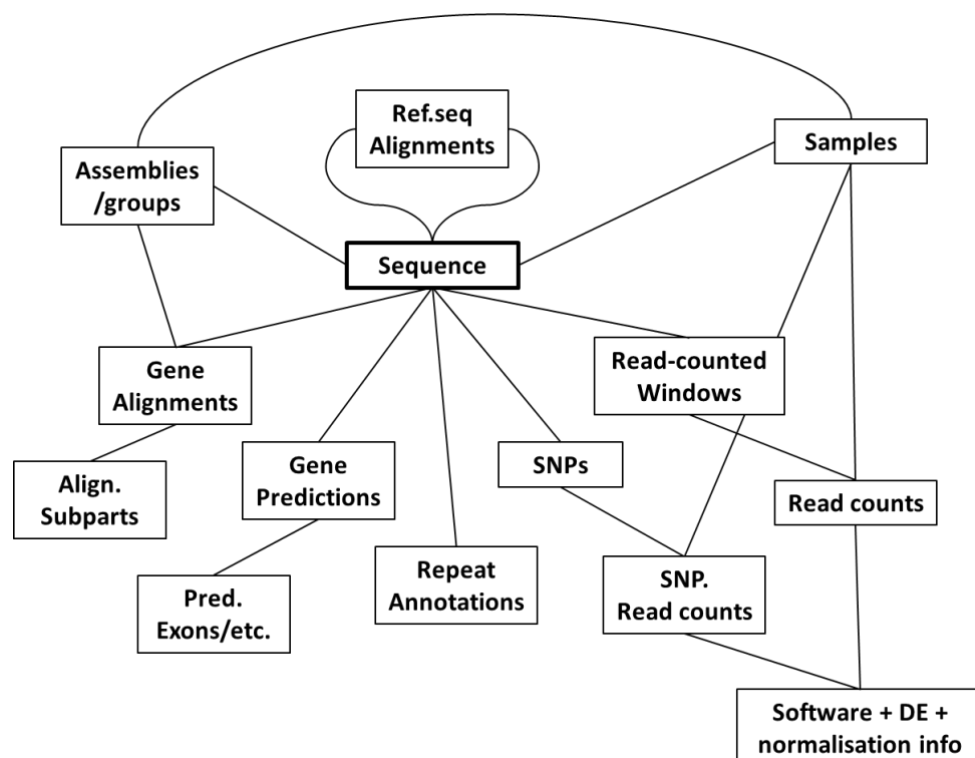 Ref.seq
Alignments
Samples
Assemblies
/groups
Sequence
Gene
Alignments
Read-counted
Windows
Gene
Predictions
SNPs
Align.
Subparts
Read counts
Repeat
Annotations
SNP.
Read counts
Pred.
Exons/etc.
Software + DE +
normalisation info